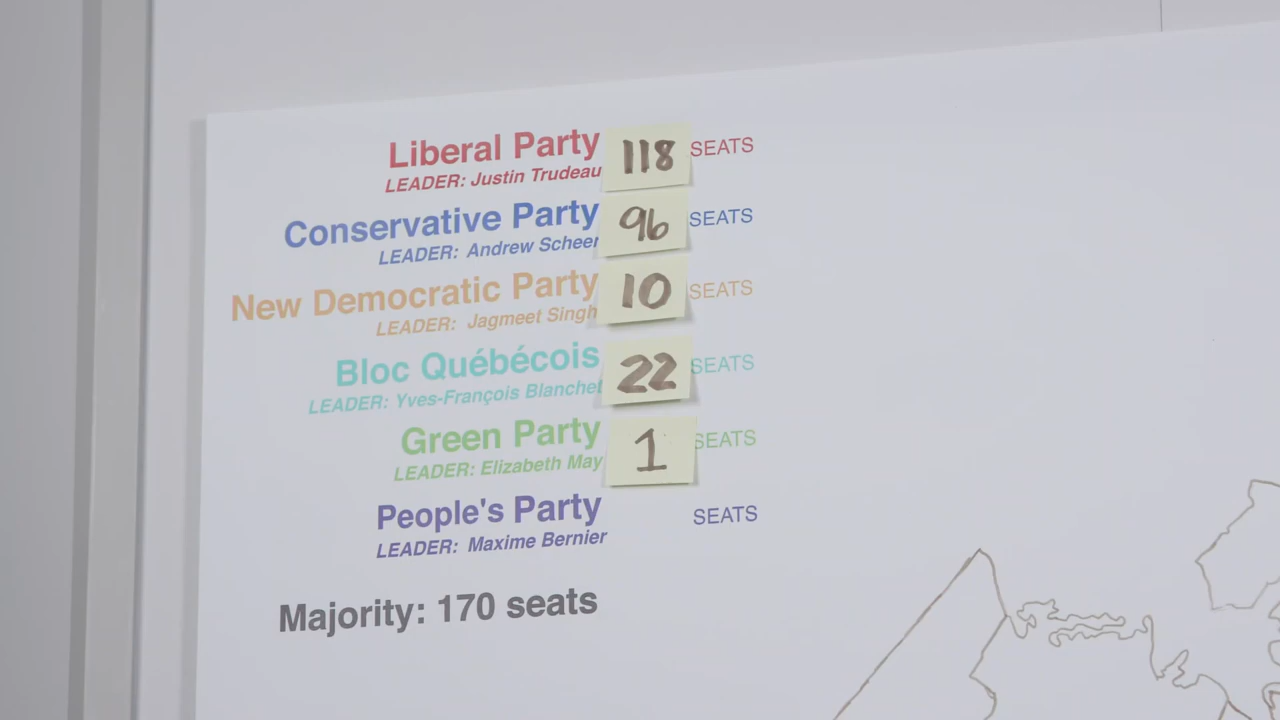 Liberal Party 118 SEATS
LEADER: Justin Trudeau
Conservative Party 96 SEATS
LEADER: Andrew Scheer
New Democratic Party 10 SEATS
LEADER: Jagmeet Singh
Bloc Québécois 22 SEATS
LEADER: Yves-François Blanchet
Green Party 1 SEATS
LEADER: Elizabeth May
People's Party SEATS
LEADER: Maxime Bernier
Majority: 170 seats